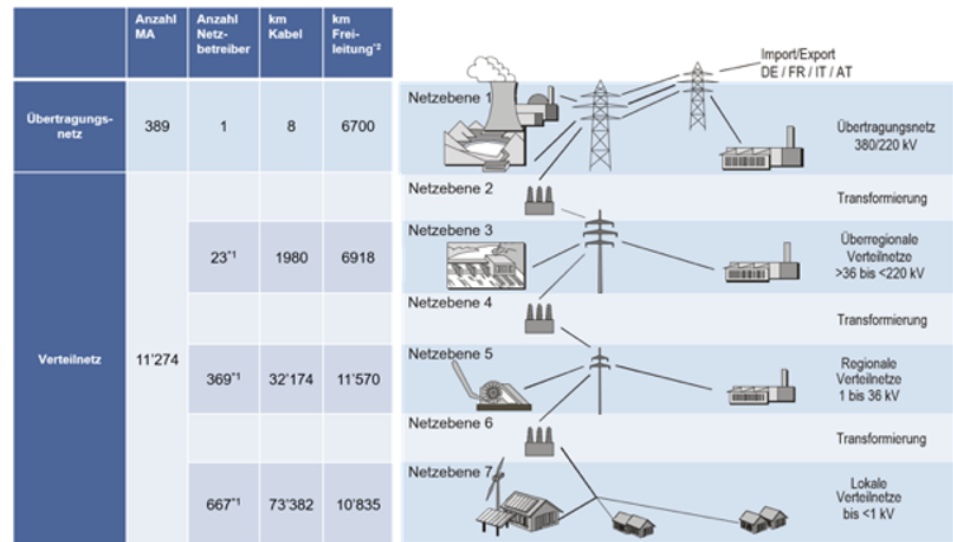 Anzahl
MA
Anzahl
Netz-
betreiber
km
Kabel
km
Frei-
leitung*2
Übertragungs-
netz
389
1
8
6700
Verteilnetz
11'274
23*1
1980
6918
369*1
32'174
11'570
667*1
73'382
10'835
Import/Export
DE / FR / IT / AT
Netzebene 1
Übertragungsnetz
380/220 kV
Netzebene 2
Transformierung
Netzebene 3
Überregionale
Verteilnetze
>36 bis <220 kV
Netzebene 4
Transformierung
Netzebene 5
Regionale
Verteilnetze
1 bis 36 kV
Netzebene 6
Transformierung
Netzebene 7
Lokale
Verteilnetze
bis <1 kV